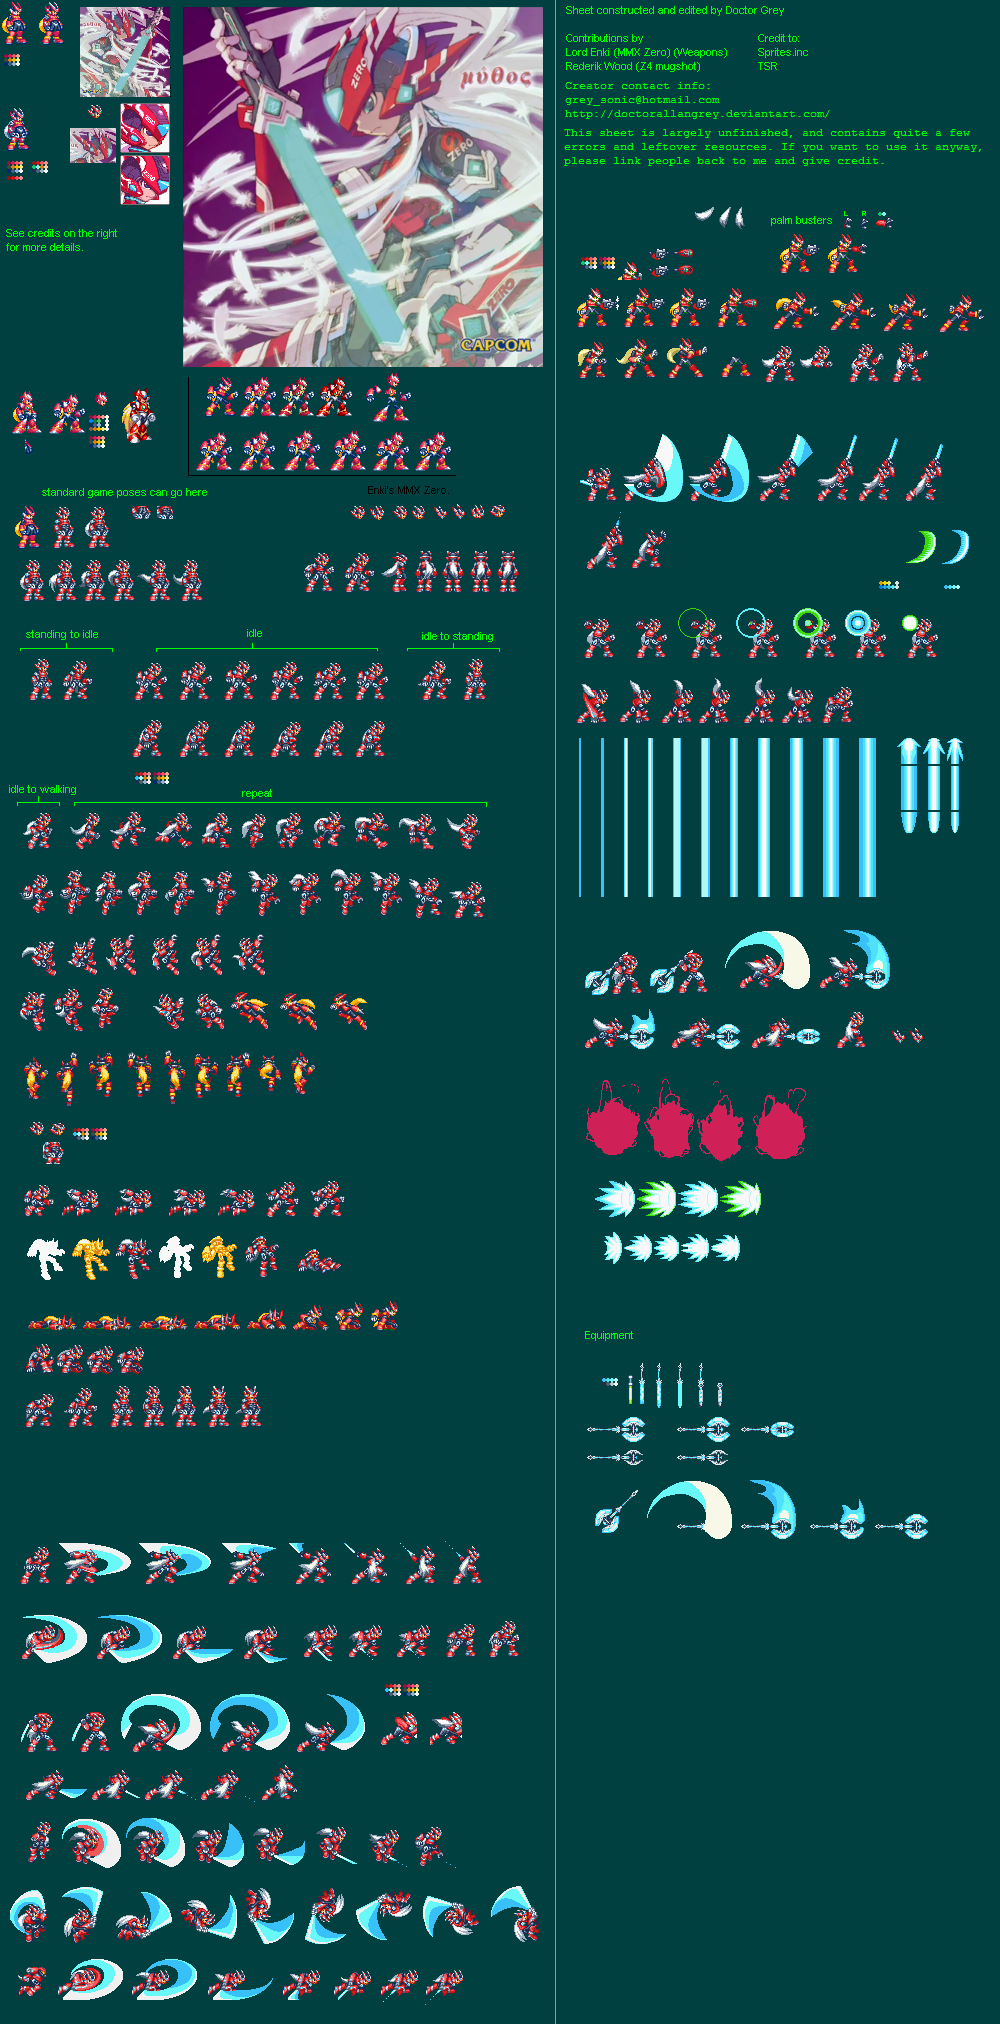 Sheet constructed and edited by Doctor Grey
Contributions by
Lord Enki (MMX Zero) (Weapons)
Rederik Wood (Z4 mugshot)
Credit to:
Sprites.inc
TSR
Creator contact info:
grey_sonic@hotmail.com
http://doctorallangrey.deviantart.com/
This sheet is largely unfinished, and contains quite a few
errors and leftover resources. If you want to use it anyway,
please link people back to me and give credit.
ZERO
μύθος
ZERO
ZERO
CAPCOM
See credits on the right
for more details.
palm busters
L
R
Enki's MMX Zero.
standard game poses can go here
standing to idle
idle
idle to standing
idle to walking
repeat
Equipment